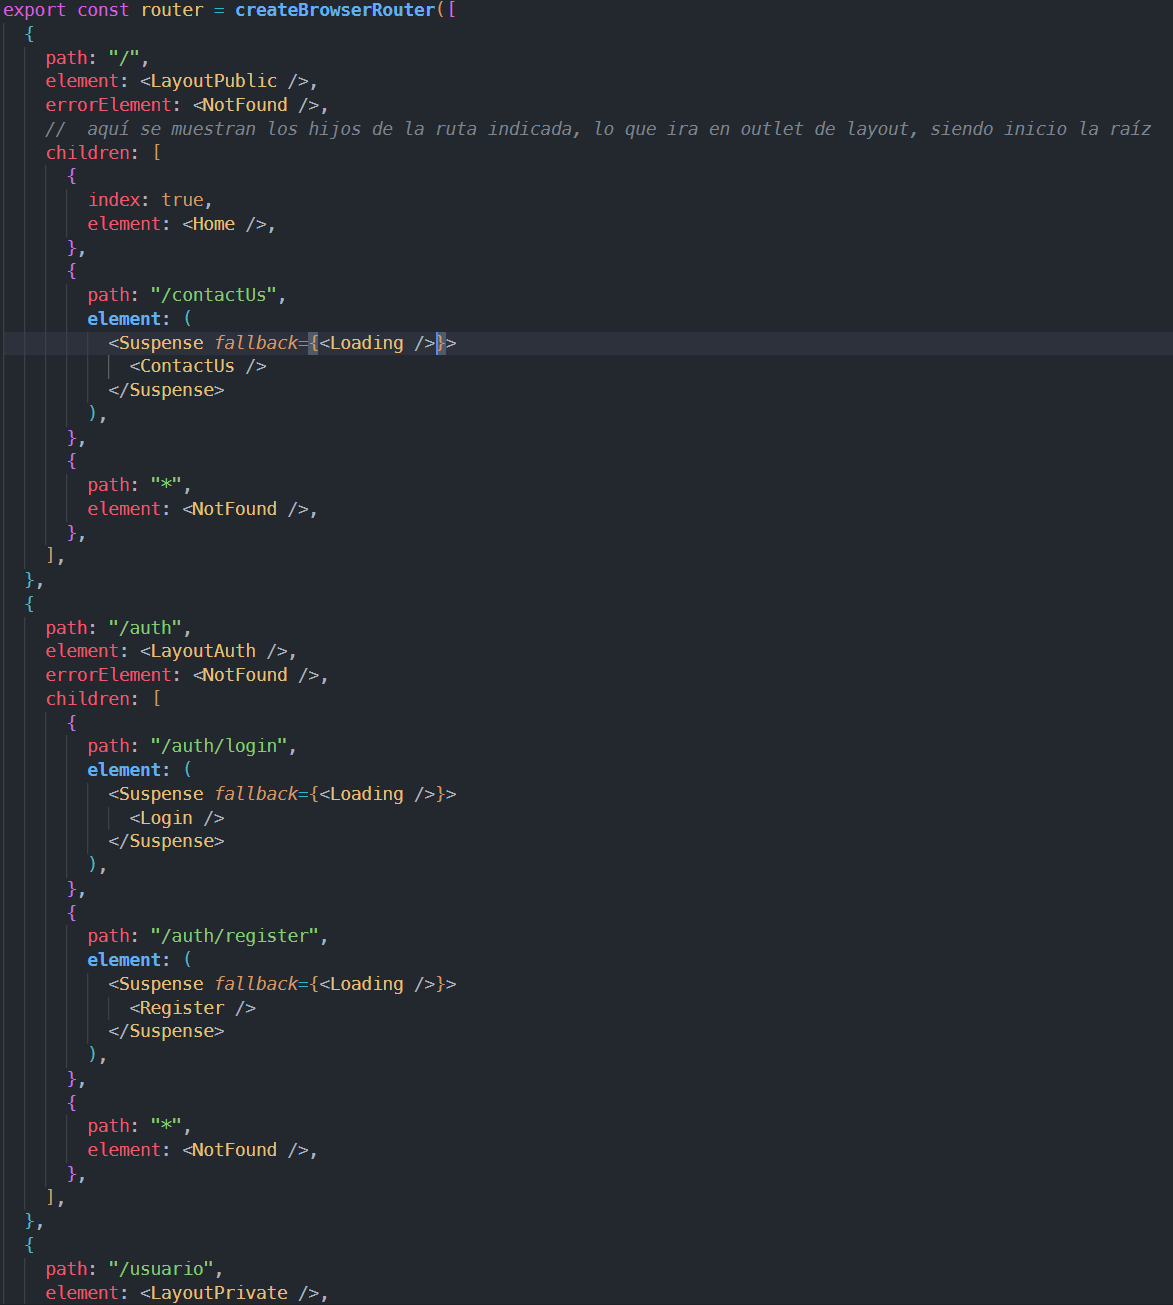 export const router = createBrowserRouter([
  {
    path: "/",
    element: <LayoutPublic />,
    errorElement: <NotFound />,
    //  aquí se muestran los hijos de la ruta indicada, lo que ira en outlet de layout, siendo inicio la raíz
    children: [
      {
        index: true,
        element: <Home />,
      },
      {
        path: "/contactUs",
        element: (
          <Suspense fallback={<Loading />}>
            <ContactUs />
          </Suspense>
        ),
      },
      {
        path: "*",
        element: <NotFound />,
      },
    ],
  },
  {
    path: "/auth",
    element: <LayoutAuth />,
    errorElement: <NotFound />,
    children: [
      {
        path: "/auth/login",
        element: (
          <Suspense fallback={<Loading />}>
            <Login />
          </Suspense>
        ),
      },
      {
        path: "/auth/register",
        element: (
          <Suspense fallback={<Loading />}>
            <Register />
          </Suspense>
        ),
      },
      {
        path: "*",
        element: <NotFound />,
      },
    ],
  },
  {
    path: "/usuario",
    element: <LayoutPrivate />,